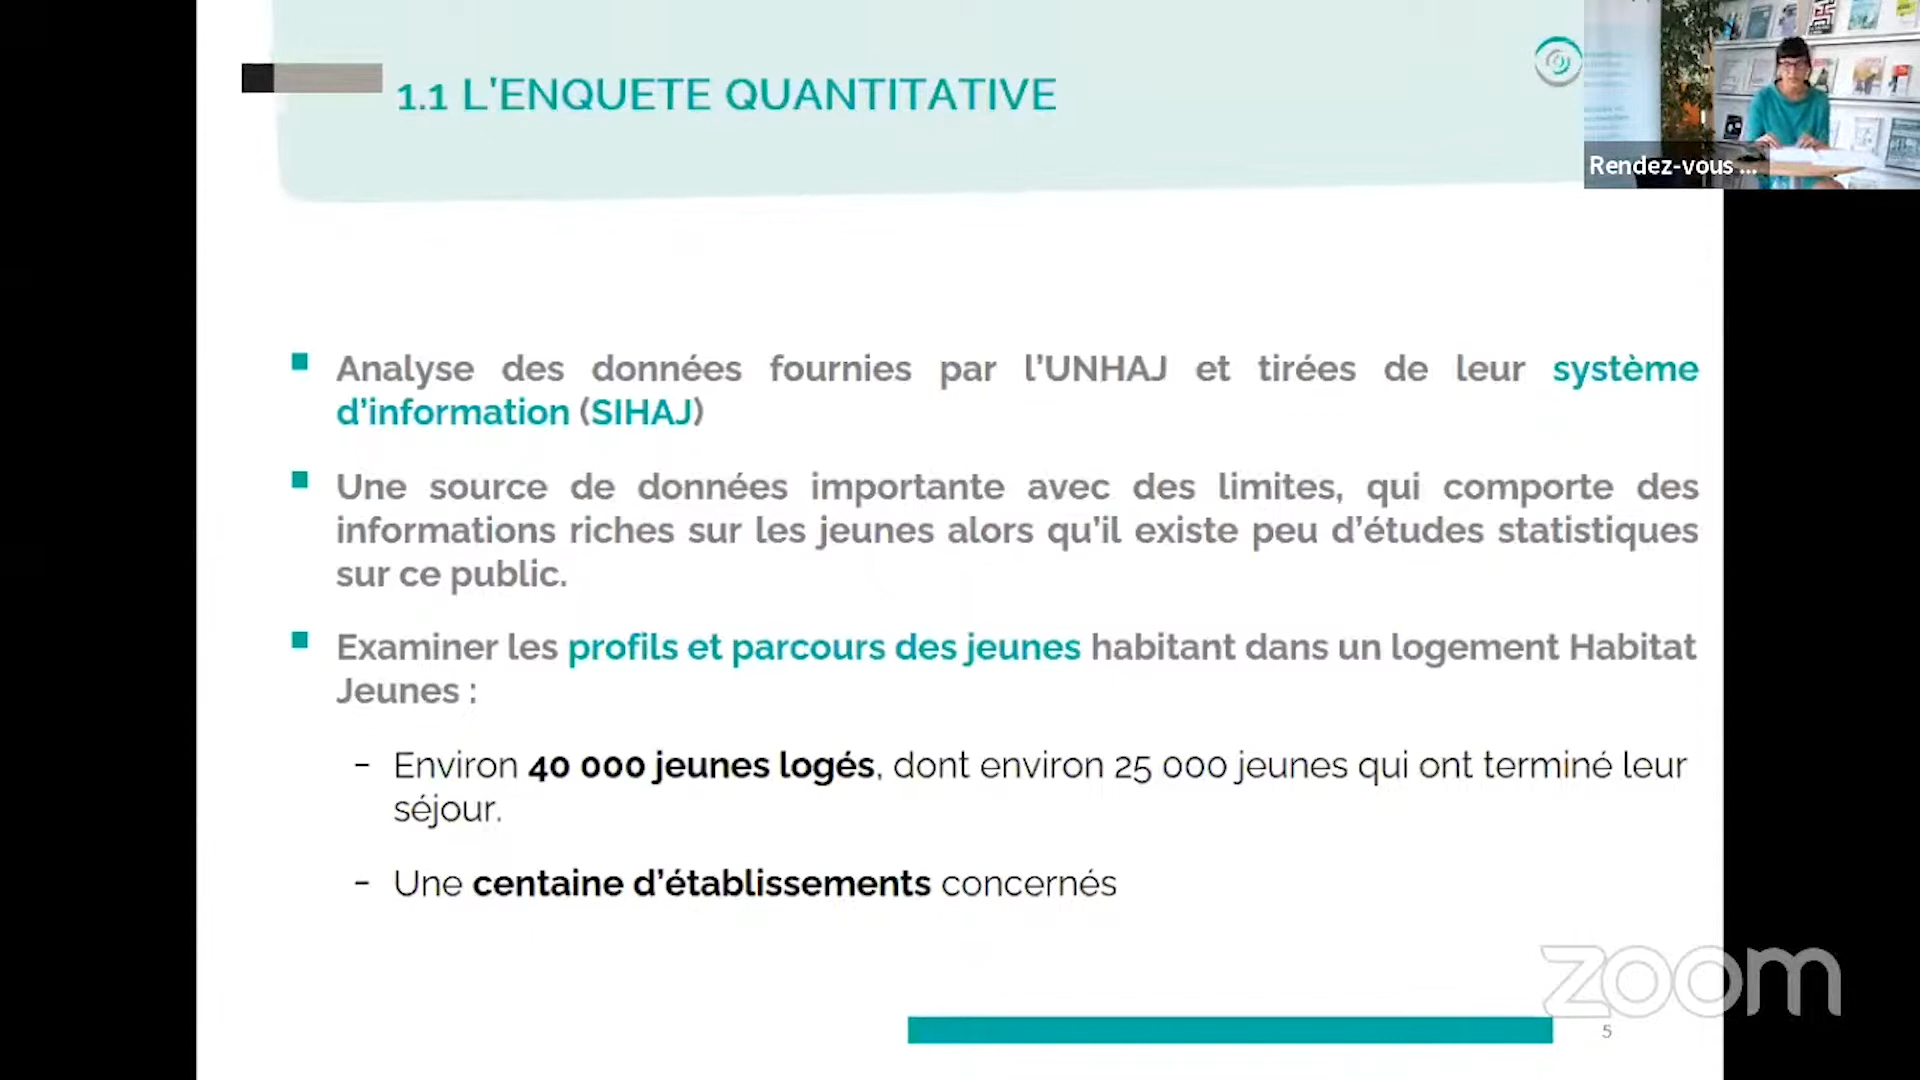 1.1 L'ENQUETE QUANTITATIVE
Rendez-vous ...
Analyse des données fournies par l’UNHAJ et tirées de leur système
d’information (SIHAJ)
Une source de données importante avec des limites, qui comporte des
informations riches sur les jeunes alors qu’il existe peu d’études statistiques
sur ce public.
Examiner les profils et parcours des jeunes habitant dans un logement Habitat
Jeunes :
- Environ 40 000 jeunes logés, dont environ 25 000 jeunes qui ont terminé leur
séjour.
- Une centaine d’établissements concernés
zoom
5